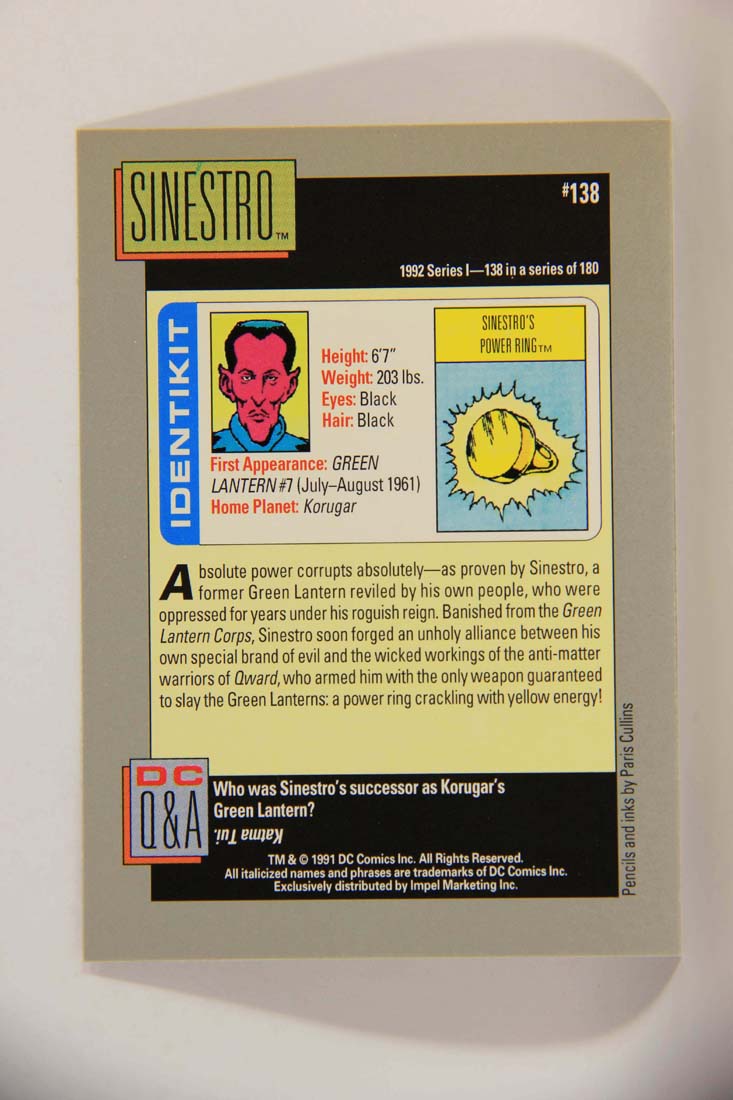 SINESTRO™
#138
1992 Series I—138 in a series of 180
IDENTIKIT
Height: 6'7"
Weight: 203 lbs.
Eyes: Black
Hair: Black
First Appearance: GREEN
LANTERN #7 (July–August 1961)
Home Planet: Korugar
SINESTRO'S
POWER RING™
Absolute power corrupts absolutely—as proven by Sinestro, a
former Green Lantern reviled by his own people, who were
oppressed for years under his roguish reign. Banished from the Green
Lantern Corps, Sinestro soon forged an unholy alliance between his
own special brand of evil and the wicked workings of the anti-matter
warriors of Qward, who armed him with the only weapon guaranteed
to slay the Green Lanterns: a power ring crackling with yellow energy!
DC
Q&A
Who was Sinestro's successor as Korugar's
Green Lantern?
Katma Tui.
TM & © 1991 DC Comics Inc. All Rights Reserved.
All italicized names and phrases are trademarks of DC Comics Inc.
Exclusively distributed by Impel Marketing Inc.
Pencils and inks by Paris Cullins